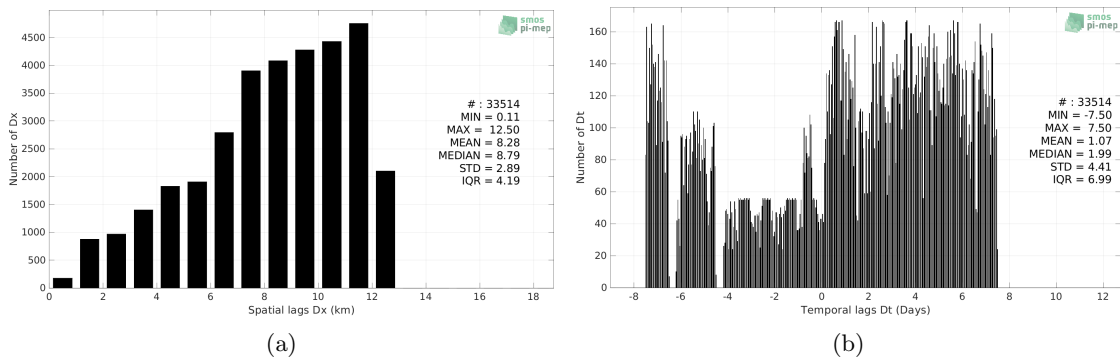 smos
pi-mep
4500
4000
3500
3000
2500
2000
1500
1000
500
0
Number of Dx
# : 33514
MIN = 0.11
MAX = 12.50
MEAN = 8.28
MEDIAN = 8.79
STD = 2.89
IQR = 4.19
0 2 4 6 8 10 12 14 16 18
Spatial lags Dx (km)
(a)
smos
pi-mep
160
140
120
100
80
60
40
20
0
Number of Dt
# : 33514
MIN = -7.50
MAX = 7.50
MEAN = 1.07
MEDIAN = 1.99
STD = 4.41
IQR = 6.99
-8 -6 -4 -2 0 2 4 6 8 10 12
Temporal lags Dt (Days)
(b)